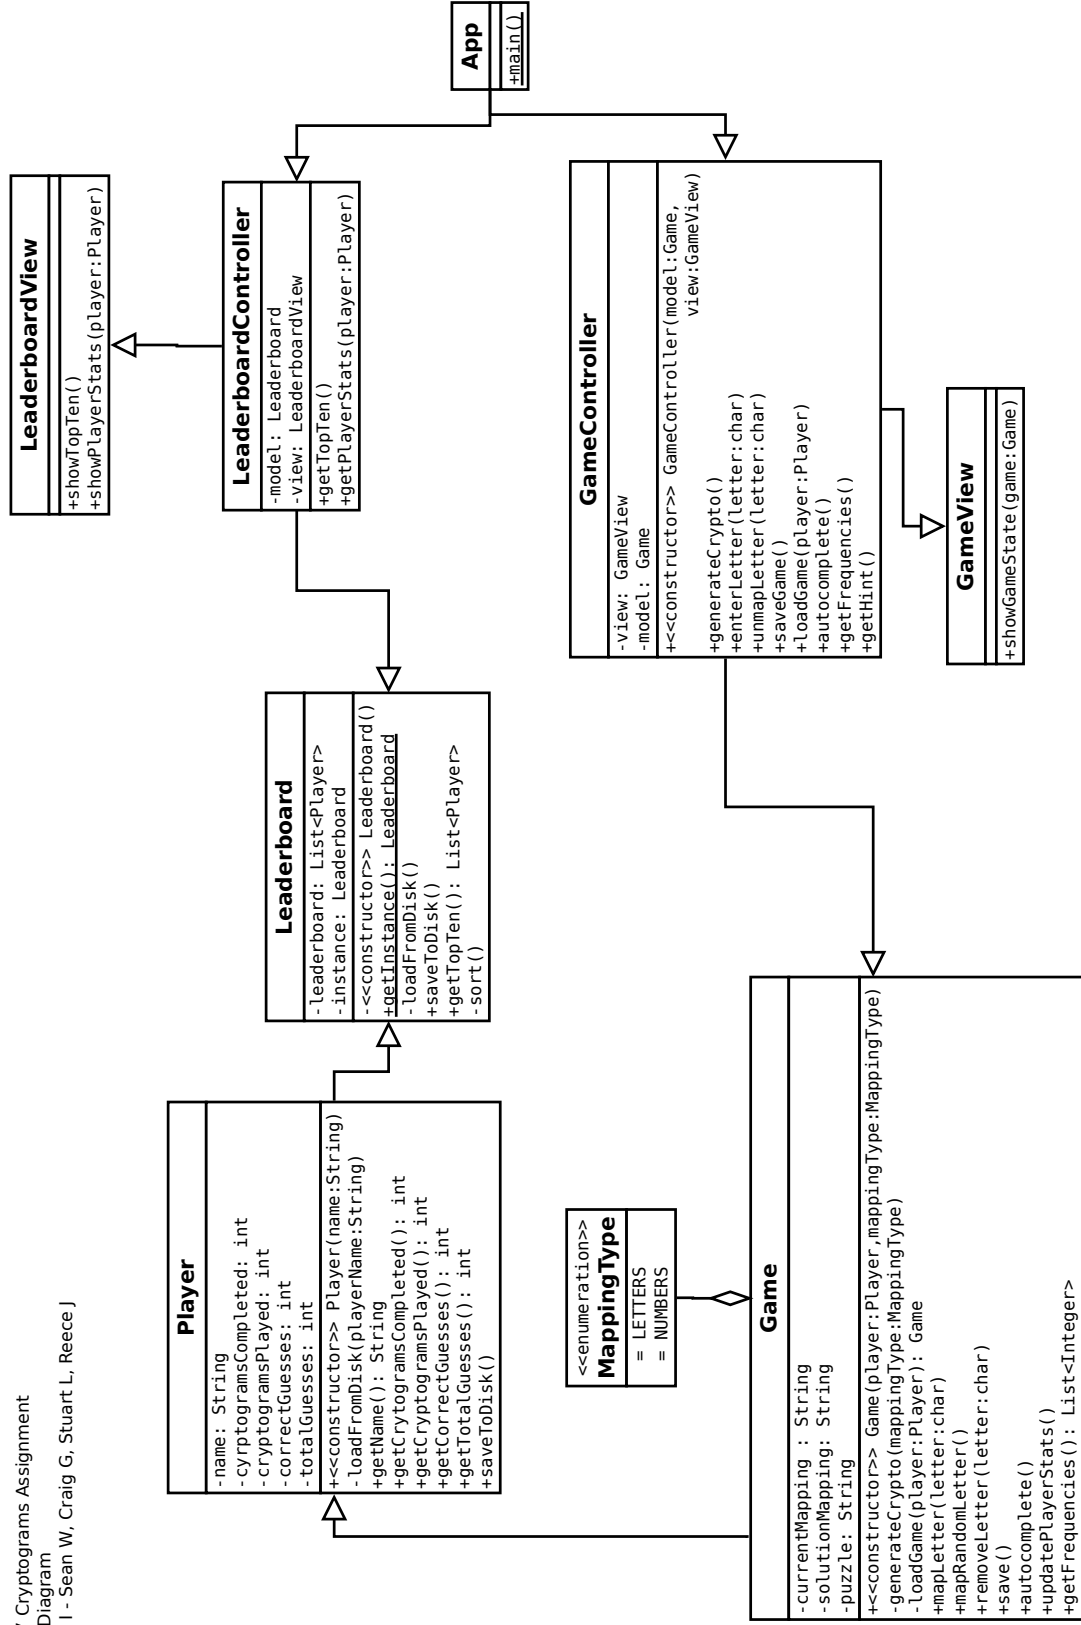 Cryptograms Assignment
Diagram
I - Sean W, Craig G, Stuart L, Reece J
Player
-name: String
-cyrptogramsCompleted: int
-cryptogramsPlayed: int
-correctGuesses: int
-totalGuesses: int
+<<constructor>> Player(name:String)
-loadFromDisk(playerName:String)
+getName(): String
+getCrytogramsCompleted(): int
+getCryptogramsPlayed(): int
+getCorrectGuesses(): int
+getTotalGuesses(): int
+saveToDisk()
Leaderboard
-leaderboard: List<Player>
-instance: Leaderboard
-<<constructor>> Leaderboard()
+getInstance(): Leaderboard
-loadFromDisk()
+saveToDisk()
+getTopTen(): List<Player>
-sort()
LeaderboardView
+showTopTen()
+showPlayerStats(player:Player)
LeaderboardController
-model: Leaderboard
-view: LeaderboardView
+getTopTen()
+getPlayerStats(player:Player)
App
+main()
<<enumeration>>
MappingType
= LETTERS
= NUMBERS
GameController
-view: GameView
-model: Game
+<<constructor>> GameController(model:Game,
view:GameView)
+generateCrypto()
+enterLetter(letter:char)
+unmapLetter(letter:char)
+saveGame()
+loadGame(player:Player)
+autocomplete()
+getFrequencies()
+getHint()
Game
-currentMapping : String
-solutionMapping: String
-puzzle: String
+<<constructor>> Game(player:Player,mappingType:MappingType)
-generateCrypto(mappingType:MappingType)
-loadGame(player:Player): Game
+mapLetter(letter:char)
+mapRandomLetter()
+removeLetter(letter:char)
+save()
+autocomplete()
+updatePlayerStats()
+getFrequencies(): List<Integer>
GameView
+showGameState(game:Game)